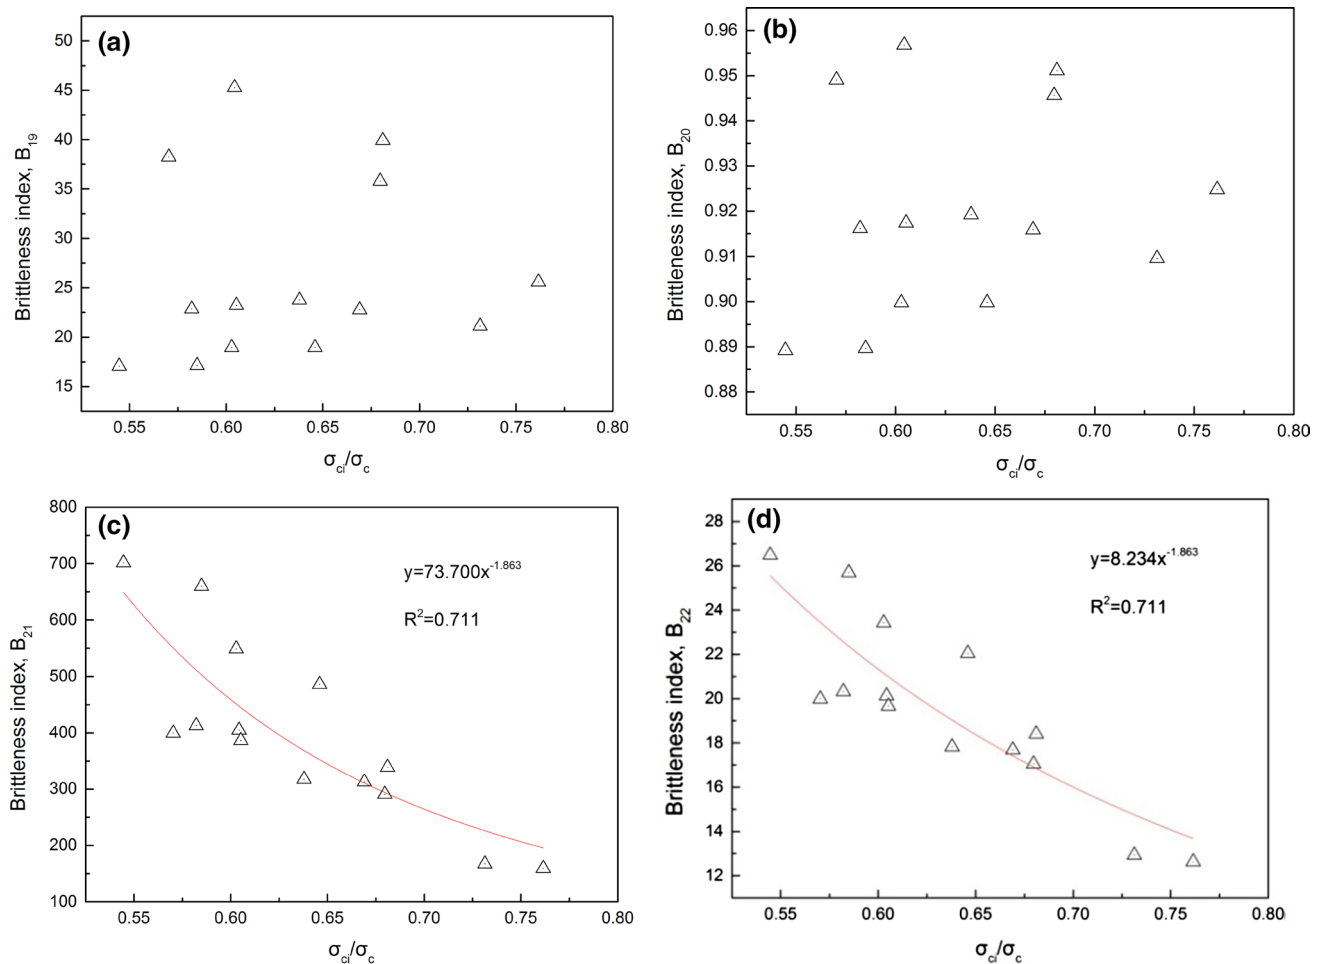 (a)
50
45
40
35
30
25
20
15
Brittleness index, B19
0.55 0.60 0.65 0.70 0.75 0.80
σci/σc
(b)
0.96
0.95
0.94
0.93
0.92
0.91
0.90
0.89
0.88
Brittleness index, B20
0.55 0.60 0.65 0.70 0.75 0.80
σci/σc
(c)
800
700
600
500
400
300
200
100
Brittleness index, B21
y=73.700x^-1.863
R²=0.711
0.55 0.60 0.65 0.70 0.75 0.80
σci/σc
(d)
28
26
24
22
20
18
16
14
12
Brittleness index, B22
y=8.234x^-1.863
R²=0.711
0.55 0.60 0.65 0.70 0.75 0.80
σci/σc